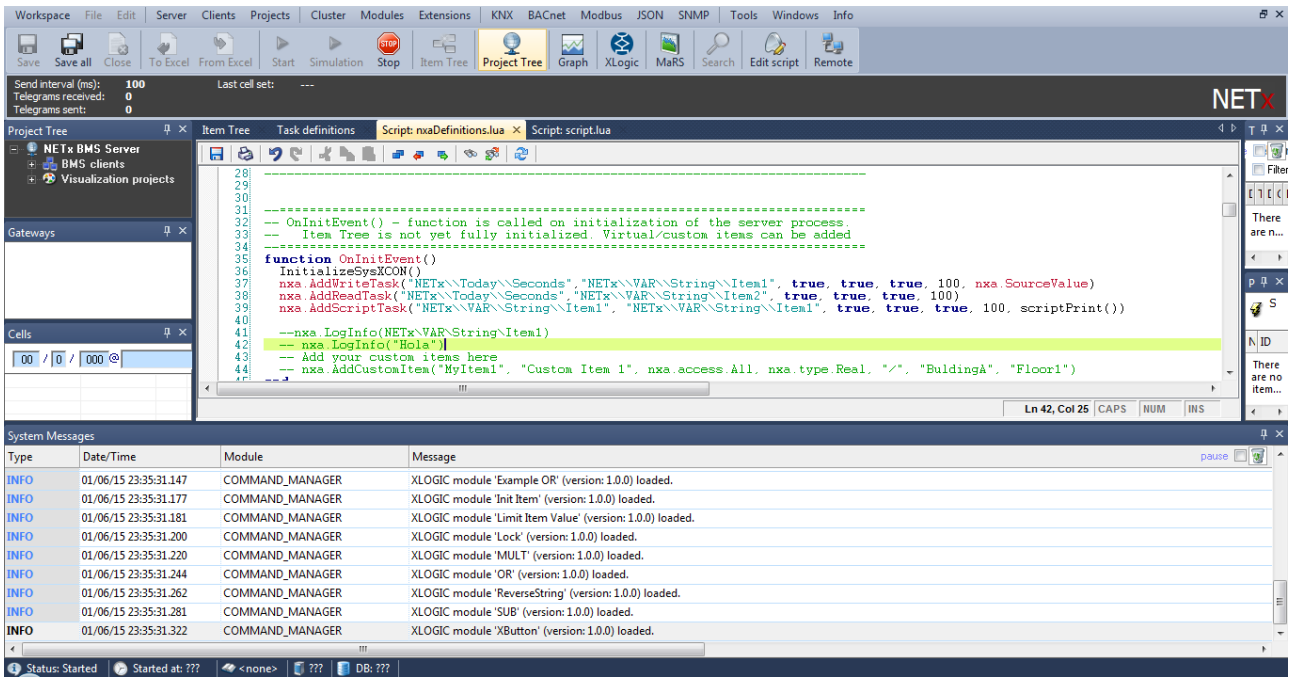 Workspace File Edit Server Clients Projects Cluster Modules Extensions KNX BACnet Modbus JSON SNMP Tools Windows Info
Save Save all Close To Excel From Excel Start Simulation STOP Stop Item Tree Project Tree Graph XLogic MaRS Search Edit script Remote
Send interval (ms): 100 Last cell set: ---
Telegrams received: 0
Telegrams sent: 0
NETx
Project Tree
NETx BMS Server
BMS clients
Visualization projects
Gateways
Cells
00 / 0 / 000 @
Item Tree Task definitions Script: nxaDefinitions.lua Script: script.lua
28 --------------------------------------------------------------------------------
29
30
31 --==============================================================================
32 -- OnInitEvent() - function is called on initialization of the server process.
33 --   Item Tree is not yet fully initialized. Virtual/custom items can be added
34 --==============================================================================
35 function OnInitEvent()
36 InitializeSysXCON()
37 nxa.AddWriteTask("NETx\\Today\\Seconds","NETx\\VAR\\String\\Item1", true, true, true, 100, nxa.SourceValue)
38 nxa.AddReadTask("NETx\\Today\\Seconds","NETx\\VAR\\String\\Item2", true, true, true, 100)
39 nxa.AddScriptTask("NETx\\VAR\\String\\Item1", "NETx\\VAR\\String\\Item1", true, true, true, 100, scriptPrint())
40
41 --nxa.LogInfo(NETx\VAR\String\Item1)
42 -- nxa.LogInfo("Hola")
43 -- Add your custom items here
44 -- nxa.AddCustomItem("MyItem1", "Custom Item 1", nxa.access.All, nxa.type.Real, "/", "BuldingA", "Floor1")
45 end
Ln 42, Col 25 CAPS NUM INS
T
Filter
There
are n...
P
S
N ID
There
are no
item...
System Messages
Type Date/Time Module Message pause
INFO 01/06/15 23:35:31.147 COMMAND_MANAGER XLOGIC module 'Example OR' (version: 1.0.0) loaded.
INFO 01/06/15 23:35:31.177 COMMAND_MANAGER XLOGIC module 'Init Item' (version: 1.0.0) loaded.
INFO 01/06/15 23:35:31.181 COMMAND_MANAGER XLOGIC module 'Limit Item Value' (version: 1.0.0) loaded.
INFO 01/06/15 23:35:31.200 COMMAND_MANAGER XLOGIC module 'Lock' (version: 1.0.0) loaded.
INFO 01/06/15 23:35:31.220 COMMAND_MANAGER XLOGIC module 'MULT' (version: 1.0.0) loaded.
INFO 01/06/15 23:35:31.244 COMMAND_MANAGER XLOGIC module 'OR' (version: 1.0.0) loaded.
INFO 01/06/15 23:35:31.262 COMMAND_MANAGER XLOGIC module 'ReverseString' (version: 1.0.0) loaded.
INFO 01/06/15 23:35:31.281 COMMAND_MANAGER XLOGIC module 'SUB' (version: 1.0.0) loaded.
INFO 01/06/15 23:35:31.322 COMMAND_MANAGER XLOGIC module 'XButton' (version: 1.0.0) loaded.
Status: Started Started at: ??? <none> ??? DB: ???